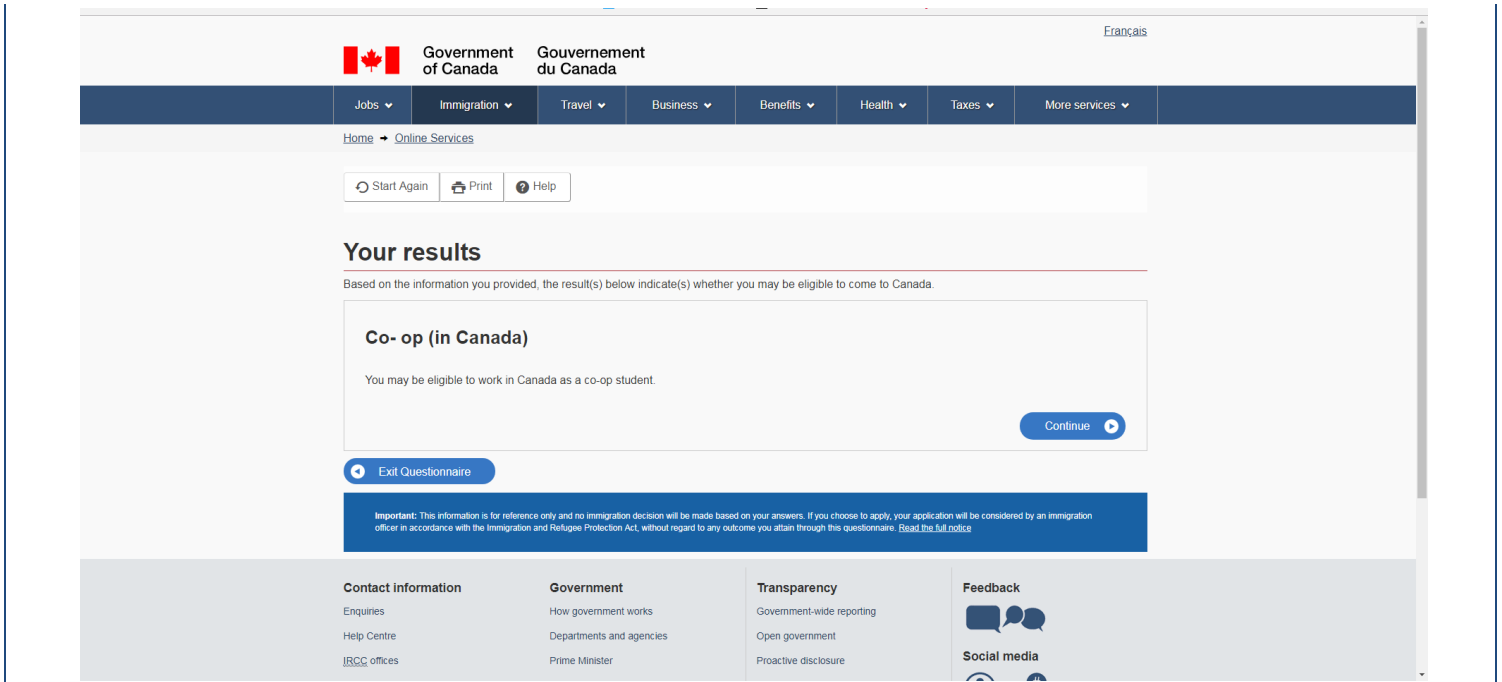 Français
Government of Canada
Gouvernement du Canada
Jobs
Immigration
Travel
Business
Benefits
Health
Taxes
More services
Home
Online Services
Start Again
Print
Help
Your results
Based on the information you provided, the result(s) below indicate(s) whether you may be eligible to come to Canada.
Co- op (in Canada)
You may be eligible to work in Canada as a co-op student.
Continue
Exit Questionnaire
Important: This information is for reference only and no immigration decision will be made based on your answers. If you choose to apply, your application will be considered by an immigration
officer in accordance with the Immigration and Refugee Protection Act, without regard to any outcome you attain through this questionnaire. Read the full notice
Contact information
Enquiries
Help Centre
IRCC offices
Government
How government works
Departments and agencies
Prime Minister
Transparency
Government-wide reporting
Open government
Proactive disclosure
Feedback
Social media